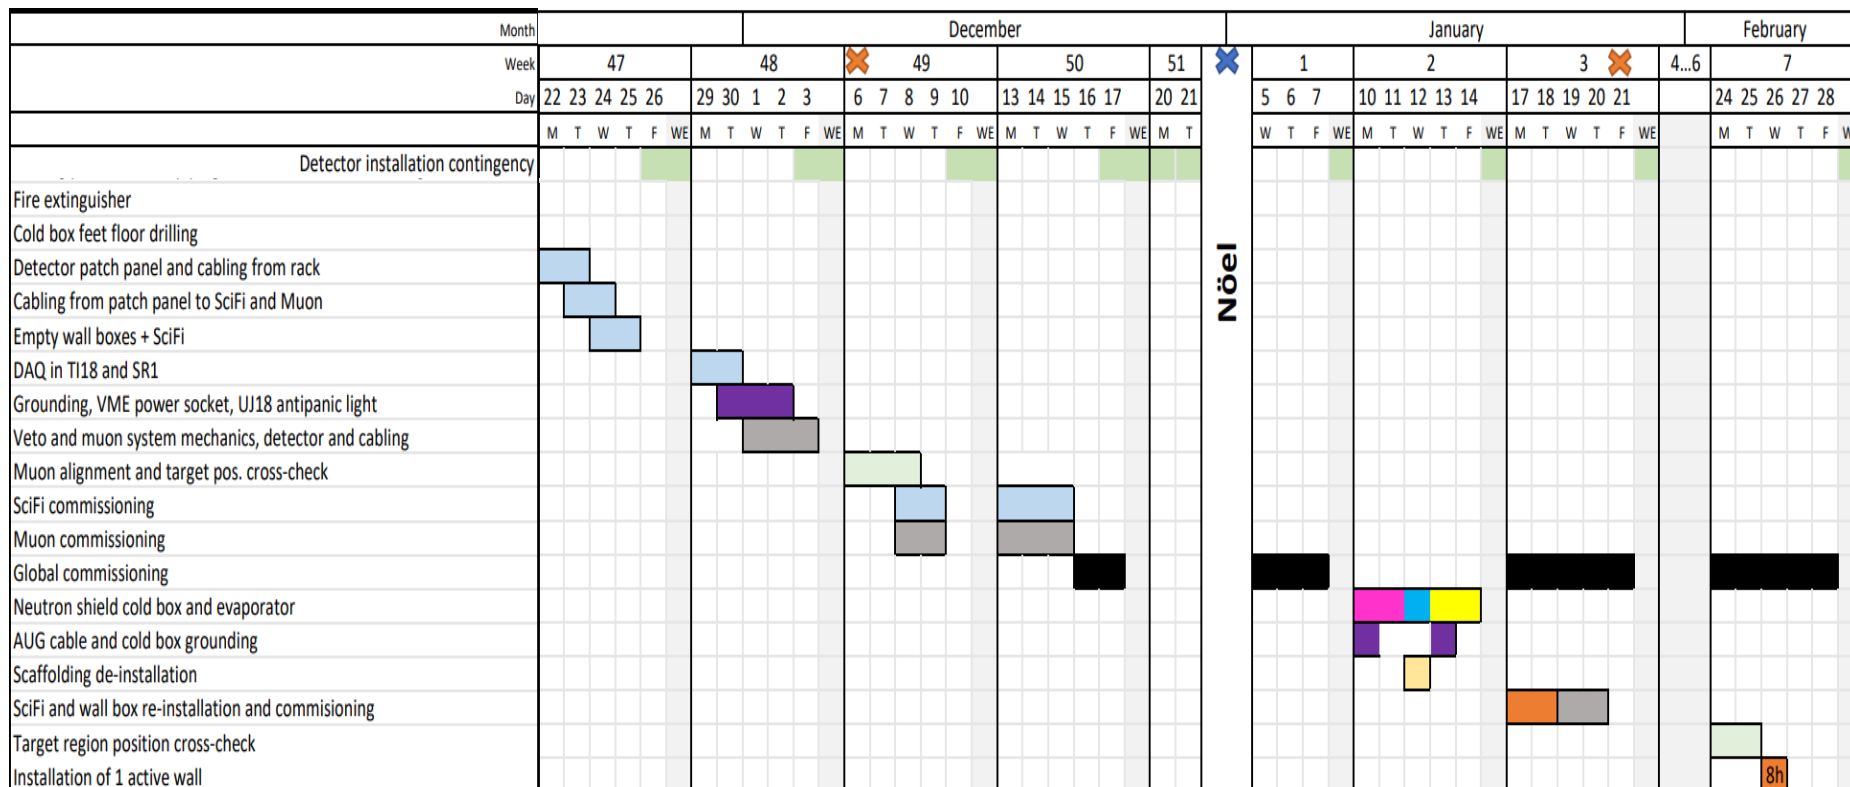 Month December January February
Week 47 48 49 50 51 1 2 3 4...6 7
Day 22 23 24 25 26 29 30 1 2 3 6 7 8 9 10 13 14 15 16 17 20 21 5 6 7 10 11 12 13 14 17 18 19 20 21 24 25 26 27 28
M T W T F WE M T W T F WE M T W T F WE M T W T F WE M T W T F WE M T W T F WE M T W T F WE M T W T F W
Detector installation contingency
Fire extinguisher
Cold box feet floor drilling
Detector patch panel and cabling from rack
Cabling from patch panel to SciFi and Muon
Empty wall boxes + SciFi
DAQ in TI18 and SR1
Grounding, VME power socket, UJ18 antipanic light
Veto and muon system mechanics, detector and cabling
Muon alignment and target pos. cross-check
SciFi commissioning
Muon commissioning
Global commissioning
Neutron shield cold box and evaporator
AUG cable and cold box grounding
Scaffolding de-installation
SciFi and wall box re-installation and commisioning
Target region position cross-check
Installation of 1 active wall 8h
Nöel